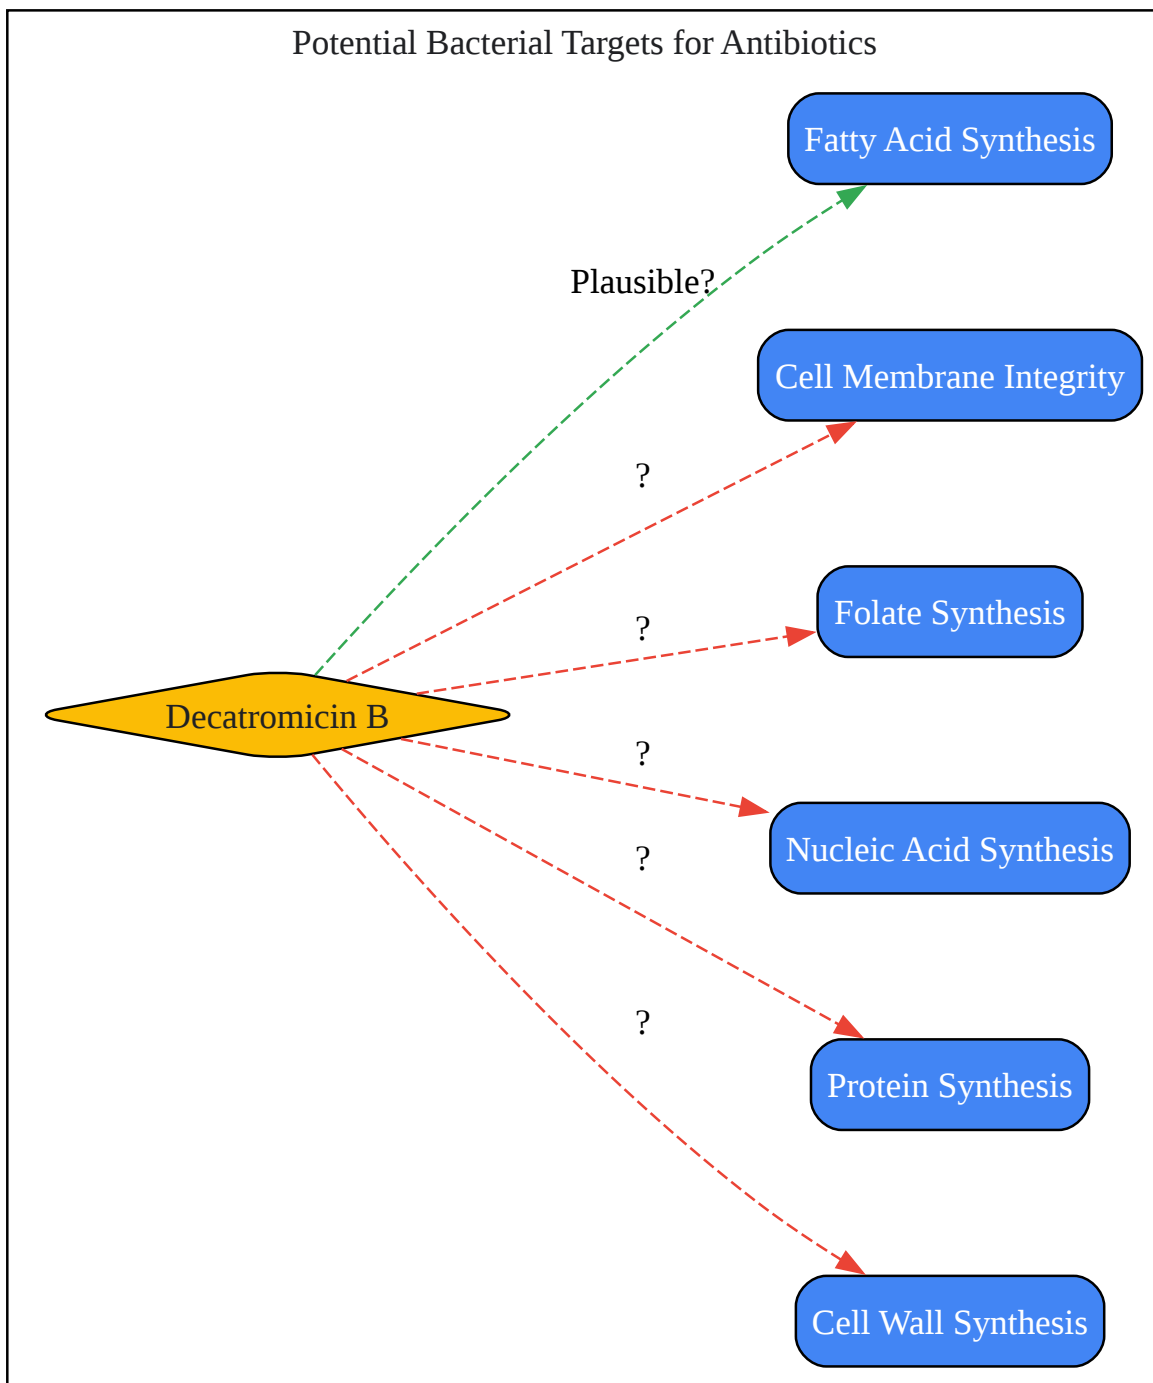 Potential Bacterial Targets for Antibiotics
Fatty Acid Synthesis
Plausible?
Cell Membrane Integrity
?
Folate Synthesis
?
Decatromicin B
?
Nucleic Acid Synthesis
?
Protein Synthesis
?
Cell Wall Synthesis